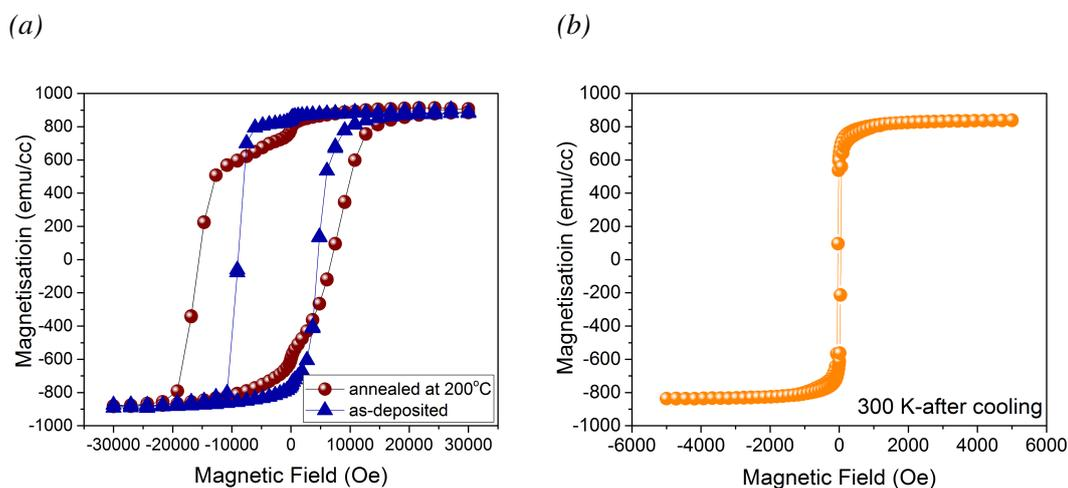 (a)
(b)
1000
800
600
400
200
0
-200
-400
-600
-800
-1000
Magnetisatioin (emu/cc)
annealed at 200°C
as-deposited
-30000 -20000 -10000 0 10000 20000 30000
Magnetic Field (Oe)
1000
800
600
400
200
0
-200
-400
-600
-800
-1000
Magnetisatioin (emu/cc)
300 K-after cooling
-6000 -4000 -2000 0 2000 4000 6000
Magnetic Field (Oe)